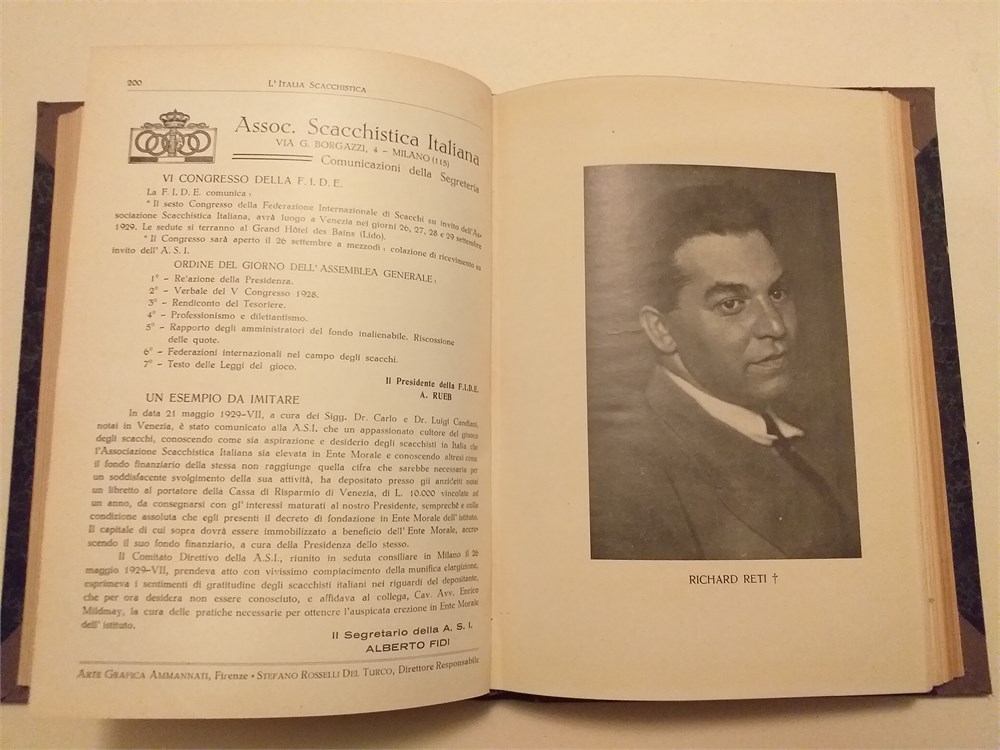 200
L'ITALIA SCACCHISTICA
Assoc. Scacchistica Italiana
VIA G. BORGAZZI, 4 – MILANO (115)
Comunicazioni della Segreteria
VI CONGRESSO DELLA F. I. D. E.
La F. I. D. E. comunica :
" Il sesto Congresso della Federazione Internazionale di Scacchi su invito dell'As-
sociazione Scacchistica Italiana, avrà luogo a Venezia nei giorni 26, 27, 28 e 29 settembre
1929. Le sedute si terranno al Grand Hôtel des Bains (Lido).
" Il Congresso sarà aperto il 26 settembre a mezzodì ; colazione di ricevimento su
invito dell' A. S. I.
ORDINE DEL GIORNO DELL' ASSEMBLEA GENERALE :
1° – Re'azione della Presidenza.
2° – Verbale del V Congresso 1928.
3° – Rendiconto del Tesoriere.
4° – Professionismo e dilettantismo.
5° – Rapporto degli amministratori del fondo inalienabile. Riscossione
delle quote.
6° – Federazioni internazionali nel campo degli scacchi.
7° – Testo delle Leggi del gioco.
Il Presidente della F.I.D.E.
A. RUEB
UN ESEMPIO DA IMITARE
In data 21 maggio 1929-VII, a cura dei Sigg. Dr. Carlo e Dr. Luigi Candiani,
notai in Venezia, è stato comunicato alla A.S.I, che un appassionato cultore del giuoco
degli scacchi, conoscendo come sia aspirazione e desiderio degli scacchisti in Italia che
l'Associazione Scacchistica Italiana sia elevata in Ente Morale e conoscendo altresì come
il fondo finanziario della stessa non raggiunge quella cifra che sarebbe necessaria per
un soddisfacente svolgimento della sua attività, ha depositato presso gli anzidetti notai
un libretto al portatore della Cassa di Risparmio di Venezia, di L. 10.000 vincolate ad
un anno, da consegnarsi con gl' interessi maturati al nostro Presidente, semprechè e colla
condizione assoluta che egli presenti il decreto di fondazione in Ente Morale dell' istituto.
Il capitale di cui sopra dovrà essere immobilizzato a beneficio dell' Ente Morale, accre-
scendo il suo fondo finanziario, a cura della Presidenza dello stesso.
Il Comitato Direttivo della A.S.I., riunito in seduta consiliare in Milano il 26
maggio 1929-VII, prendeva atto con vivissimo compiacimento della munifica elargizione,
esprimeva i sentimenti di gratitudine degli scacchisti italiani nei riguardi del depositante,
che per ora desidera non essere conosciuto, e affidava al collega, Cav. Avv. Enrico
Mildmay, la cura delle pratiche necessarie per ottenere l'auspicata erezione in Ente Morale
dell' istituto.
Il Segretario della A. S. I.
ALBERTO FIDI
ARTE GRAFICA AMMANNATI, Firenze • STEFANO ROSSELLI DEL TURCO, Direttore Responsabile
RICHARD RETI †